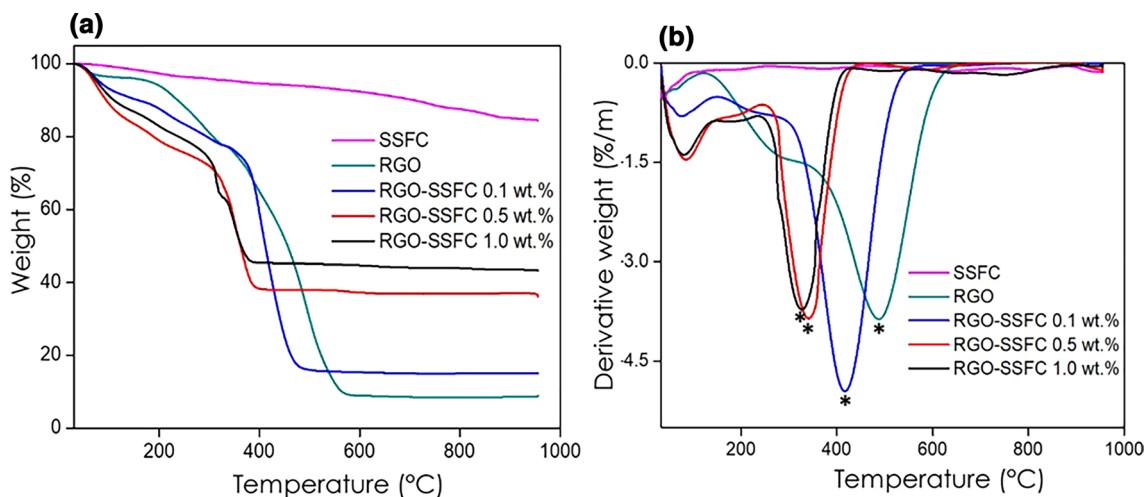 (a)
100
80
60
40
20
0
Weight (%)
SSFC
RGO
RGO-SSFC 0.1 wt.%
RGO-SSFC 0.5 wt.%
RGO-SSFC 1.0 wt.%
200
400
600
800
1000
Temperature (°C)
(b)
0.0
-1.5
-3.0
-4.5
Derivative weight (%/m)
*
*
*
*
SSFC
RGO
RGO-SSFC 0.1 wt.%
RGO-SSFC 0.5 wt.%
RGO-SSFC 1.0 wt.%
200
400
600
800
1000
Temperature (°C)